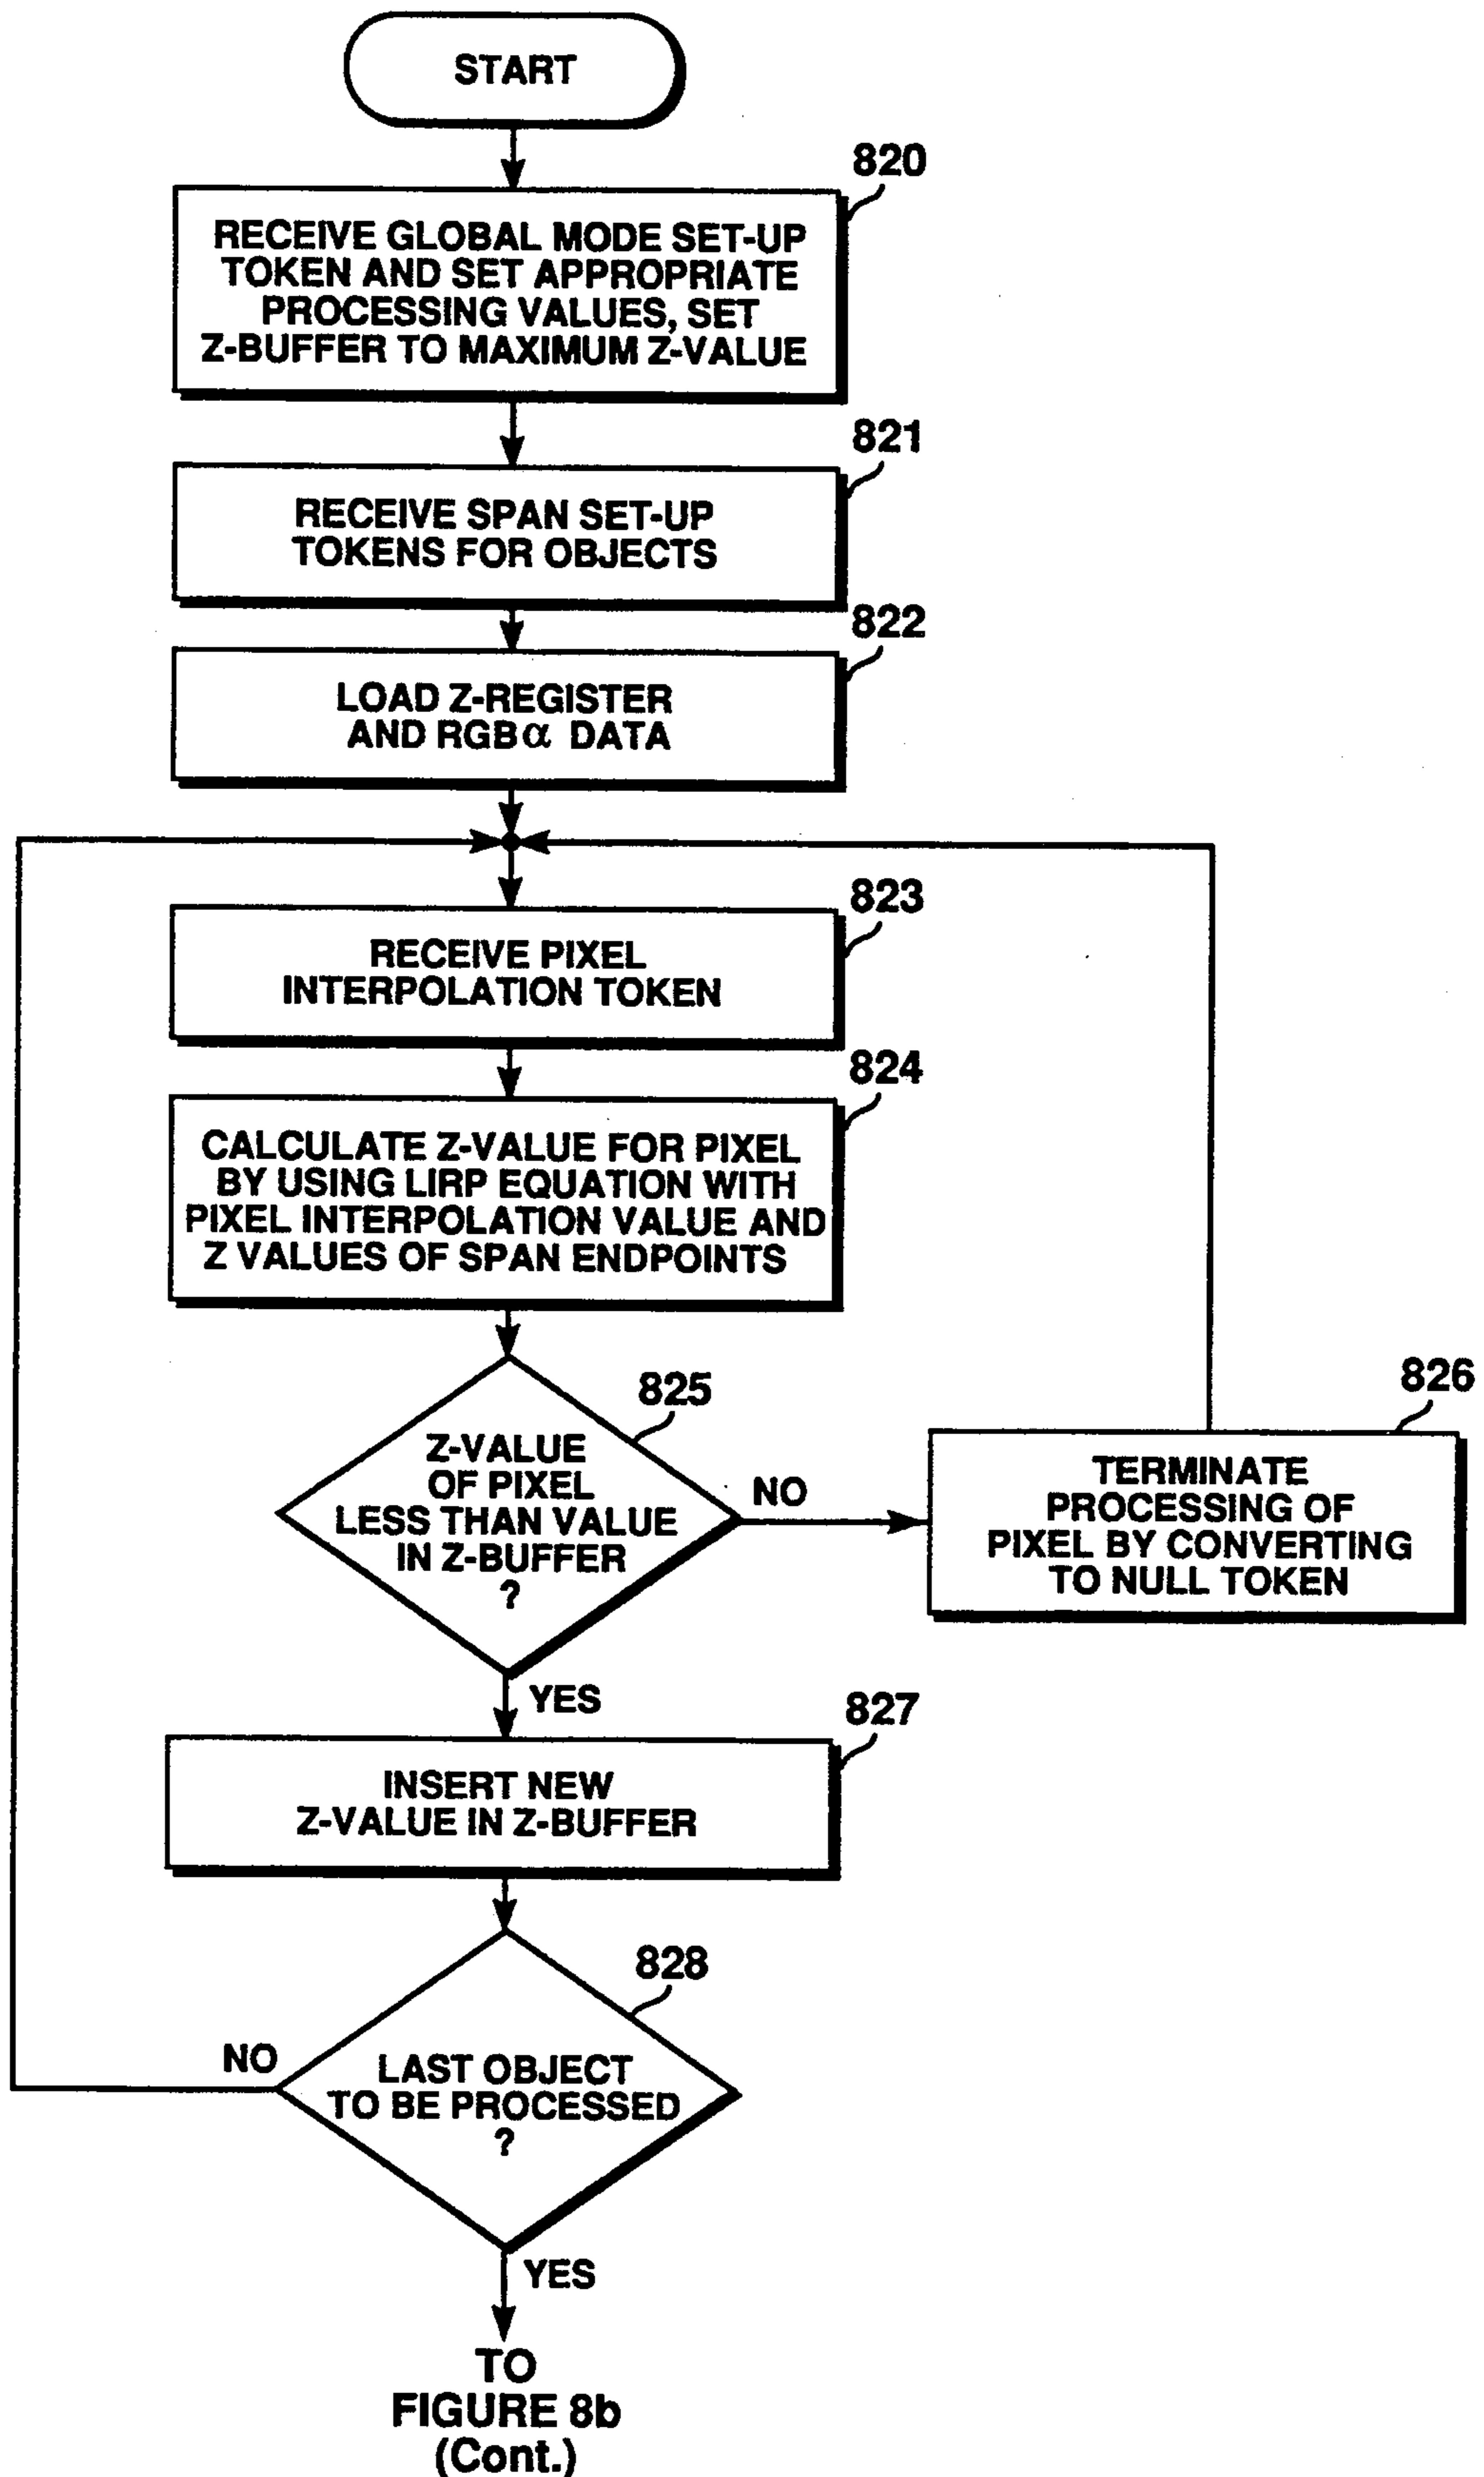 START
820
RECEIVE GLOBAL MODE SET-UP
TOKEN AND SET APPROPRIATE
PROCESSING VALUES, SET
Z-BUFFER TO MAXIMUM Z-VALUE
821
RECEIVE SPAN SET-UP
TOKENS FOR OBJECTS
822
LOAD Z-REGISTER
AND RGBα DATA
823
RECEIVE PIXEL
INTERPOLATION TOKEN
824
CALCULATE Z-VALUE FOR PIXEL
BY USING LIRP EQUATION WITH
PIXEL INTERPOLATION VALUE AND
Z VALUES OF SPAN ENDPOINTS
825
Z-VALUE
OF PIXEL
LESS THAN VALUE
IN Z-BUFFER
?
NO
826
TERMINATE
PROCESSING OF
PIXEL BY CONVERTING
TO NULL TOKEN
YES
827
INSERT NEW
Z-VALUE IN Z-BUFFER
828
NO
LAST OBJECT
TO BE PROCESSED
?
YES
TO
FIGURE 8b
(Cont.)